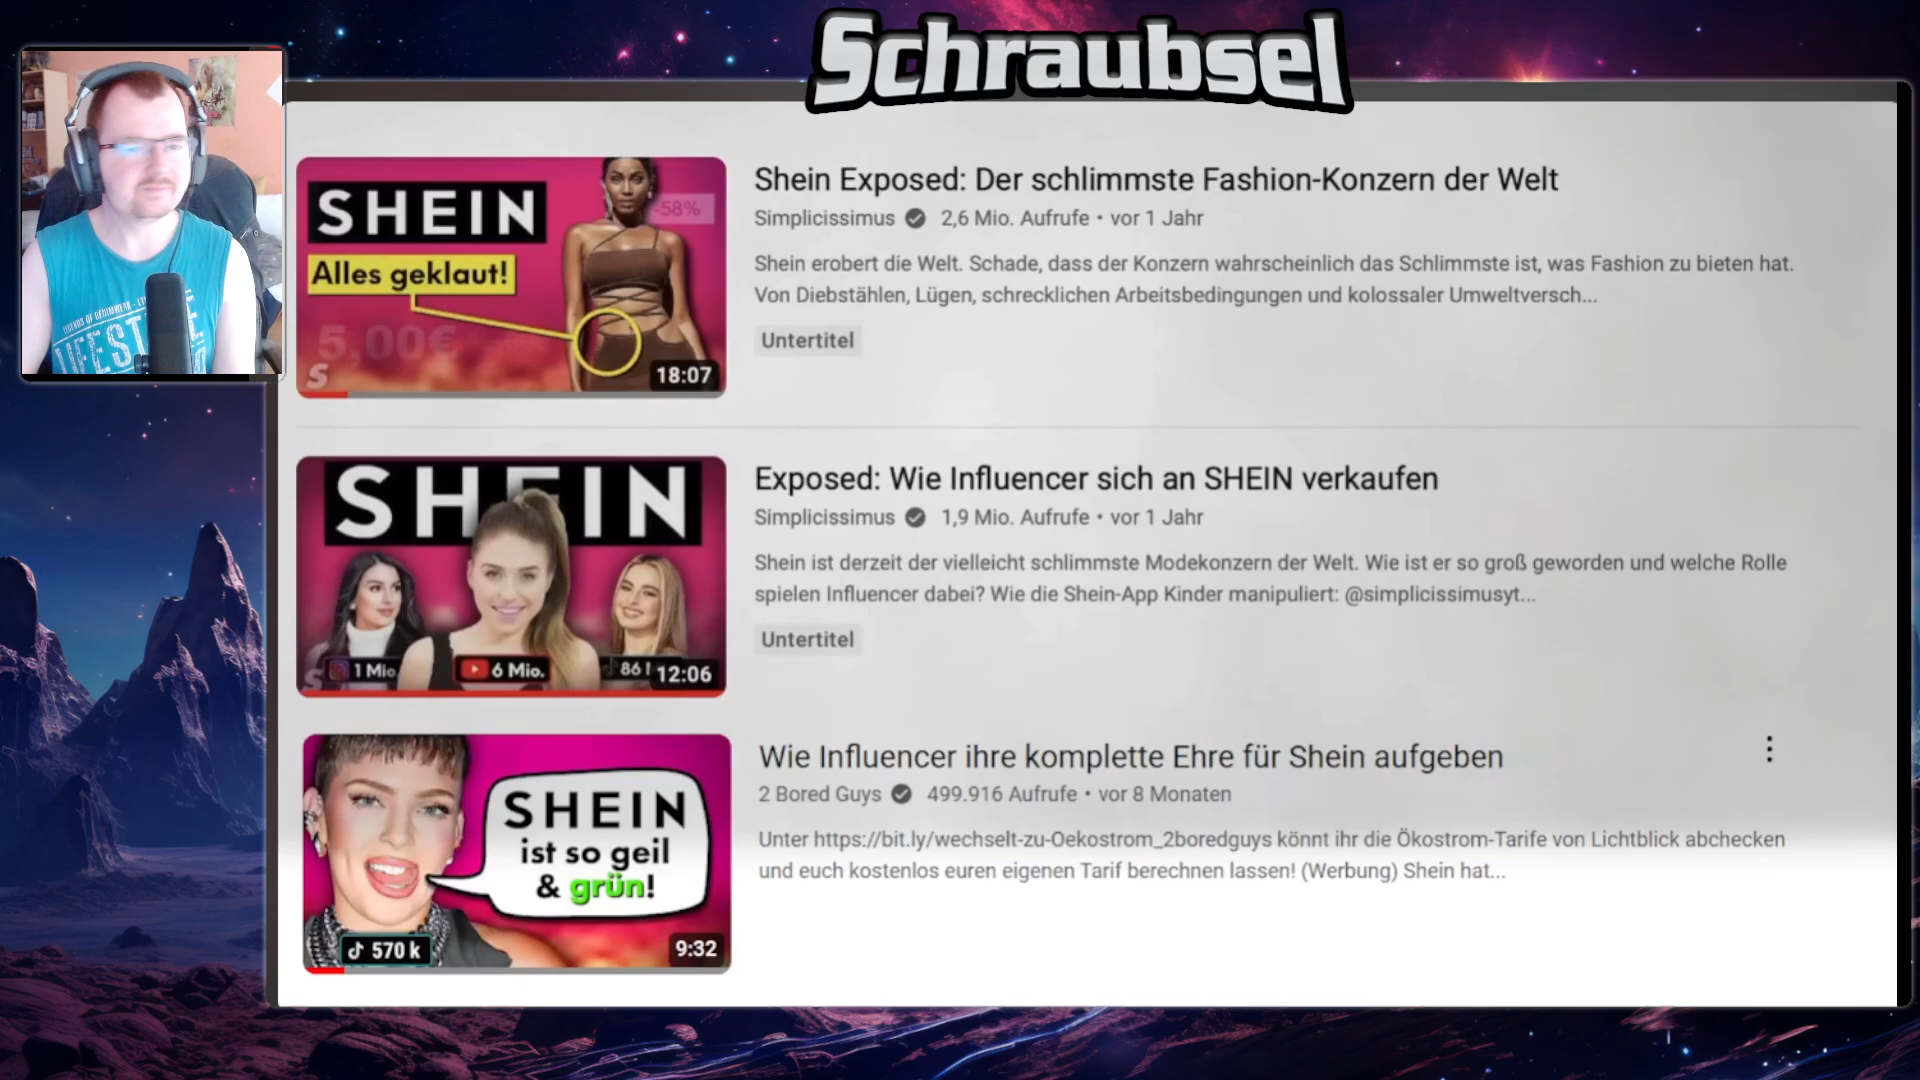 Schraubsel
SHEIN
-58%
Alles geklaut!
5,00€
S
18:07
Shein Exposed: Der schlimmste Fashion-Konzern der Welt
Simplicissimus 2,6 Mio. Aufrufe • vor 1 Jahr
Shein erobert die Welt. Schade, dass der Konzern wahrscheinlich das Schlimmste ist, was Fashion zu bieten hat.
Von Diebstählen, Lügen, schrecklichen Arbeitsbedingungen und kolossaler Umweltversch...
Untertitel
SHEIN
1 Mio.
6 Mio.
86
12:06
Exposed: Wie Influencer sich an SHEIN verkaufen
Simplicissimus 1,9 Mio. Aufrufe • vor 1 Jahr
Shein ist derzeit der vielleicht schlimmste Modekonzern der Welt. Wie ist er so groß geworden und welche Rolle
spielen Influencer dabei? Wie die Shein-App Kinder manipuliert: @simplicissimusyt...
Untertitel
SHEIN
ist so geil
& grün!
570 k
9:32
Wie Influencer ihre komplette Ehre für Shein aufgeben
2 Bored Guys 499.916 Aufrufe • vor 8 Monaten
Unter https://bit.ly/wechselt-zu-Oekostrom_2boredguys könnt ihr die Ökostrom-Tarife von Lichtblick abchecken
und euch kostenlos euren eigenen Tarif berechnen lassen! (Werbung) Shein hat...